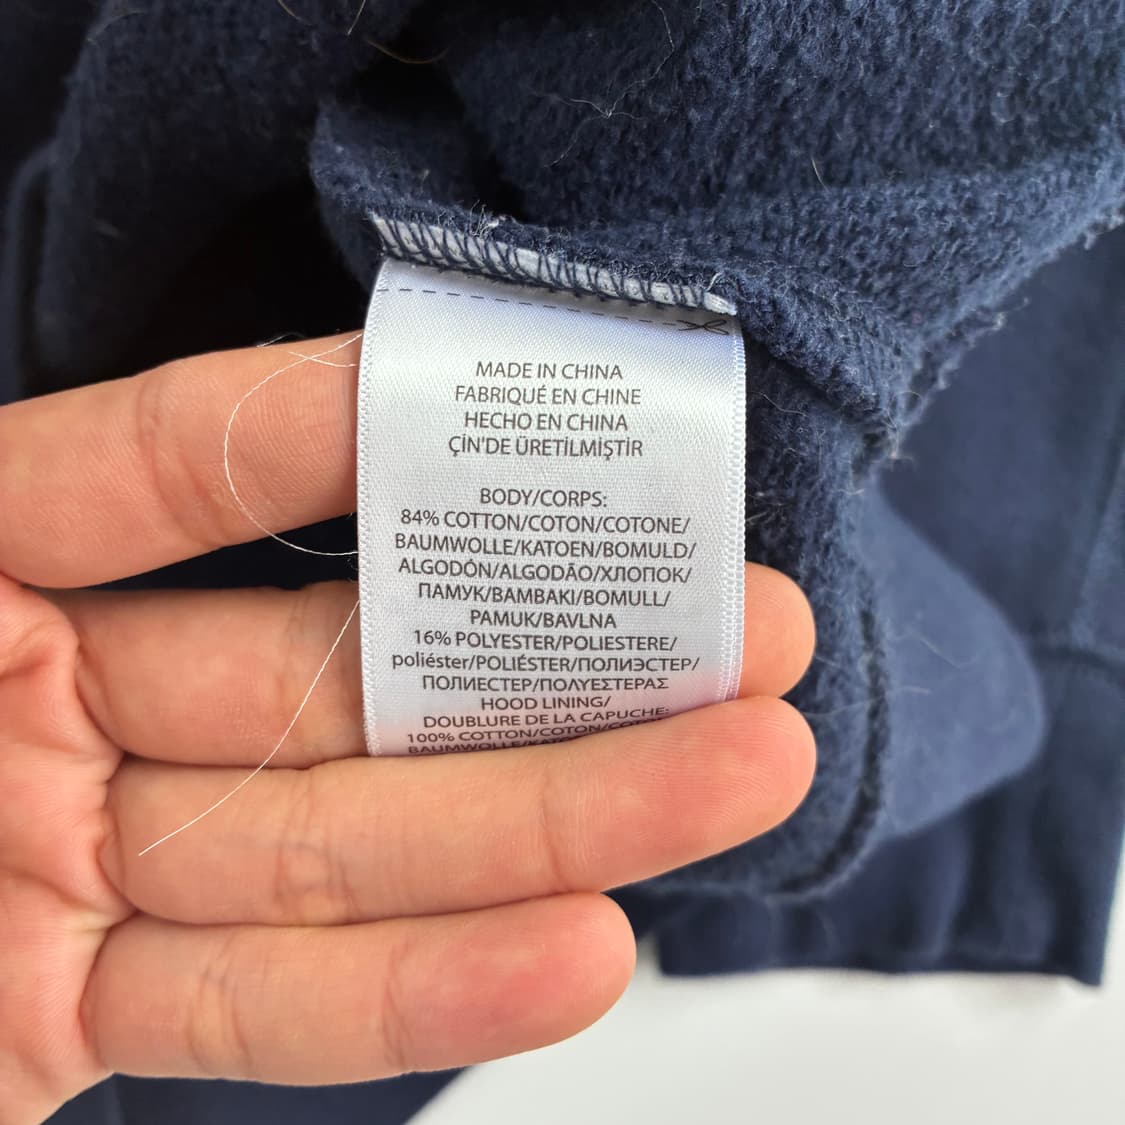 MADE IN CHINA
FABRIQUÉ EN CHINE
HECHO EN CHINA
ÇİN'DE ÜRETİLMİŞTİR
BODY/CORPS:
84% COTTON/COTON/COTONE/
BAUMWOLLE/KATOEN/BOMULD/
ALGODÓN/ALGODÃO/ХЛОПОК/
ПАМУК/ΒΑΜΒΑΚΙ/BOMULL/
PAMUK/BAVLNA
16% POLYESTER/POLIESTERE/
poliéster/POLIÉSTER/ПОЛИЭСТЕР/
ПОЛИЕСТЕР/ΠΟΛΥΕΣΤΕΡΑΣ
HOOD LINING/
DOUBLURE DE LA CAPUCHE:
100% COTTON/COTON/
BAUMWOLLE/